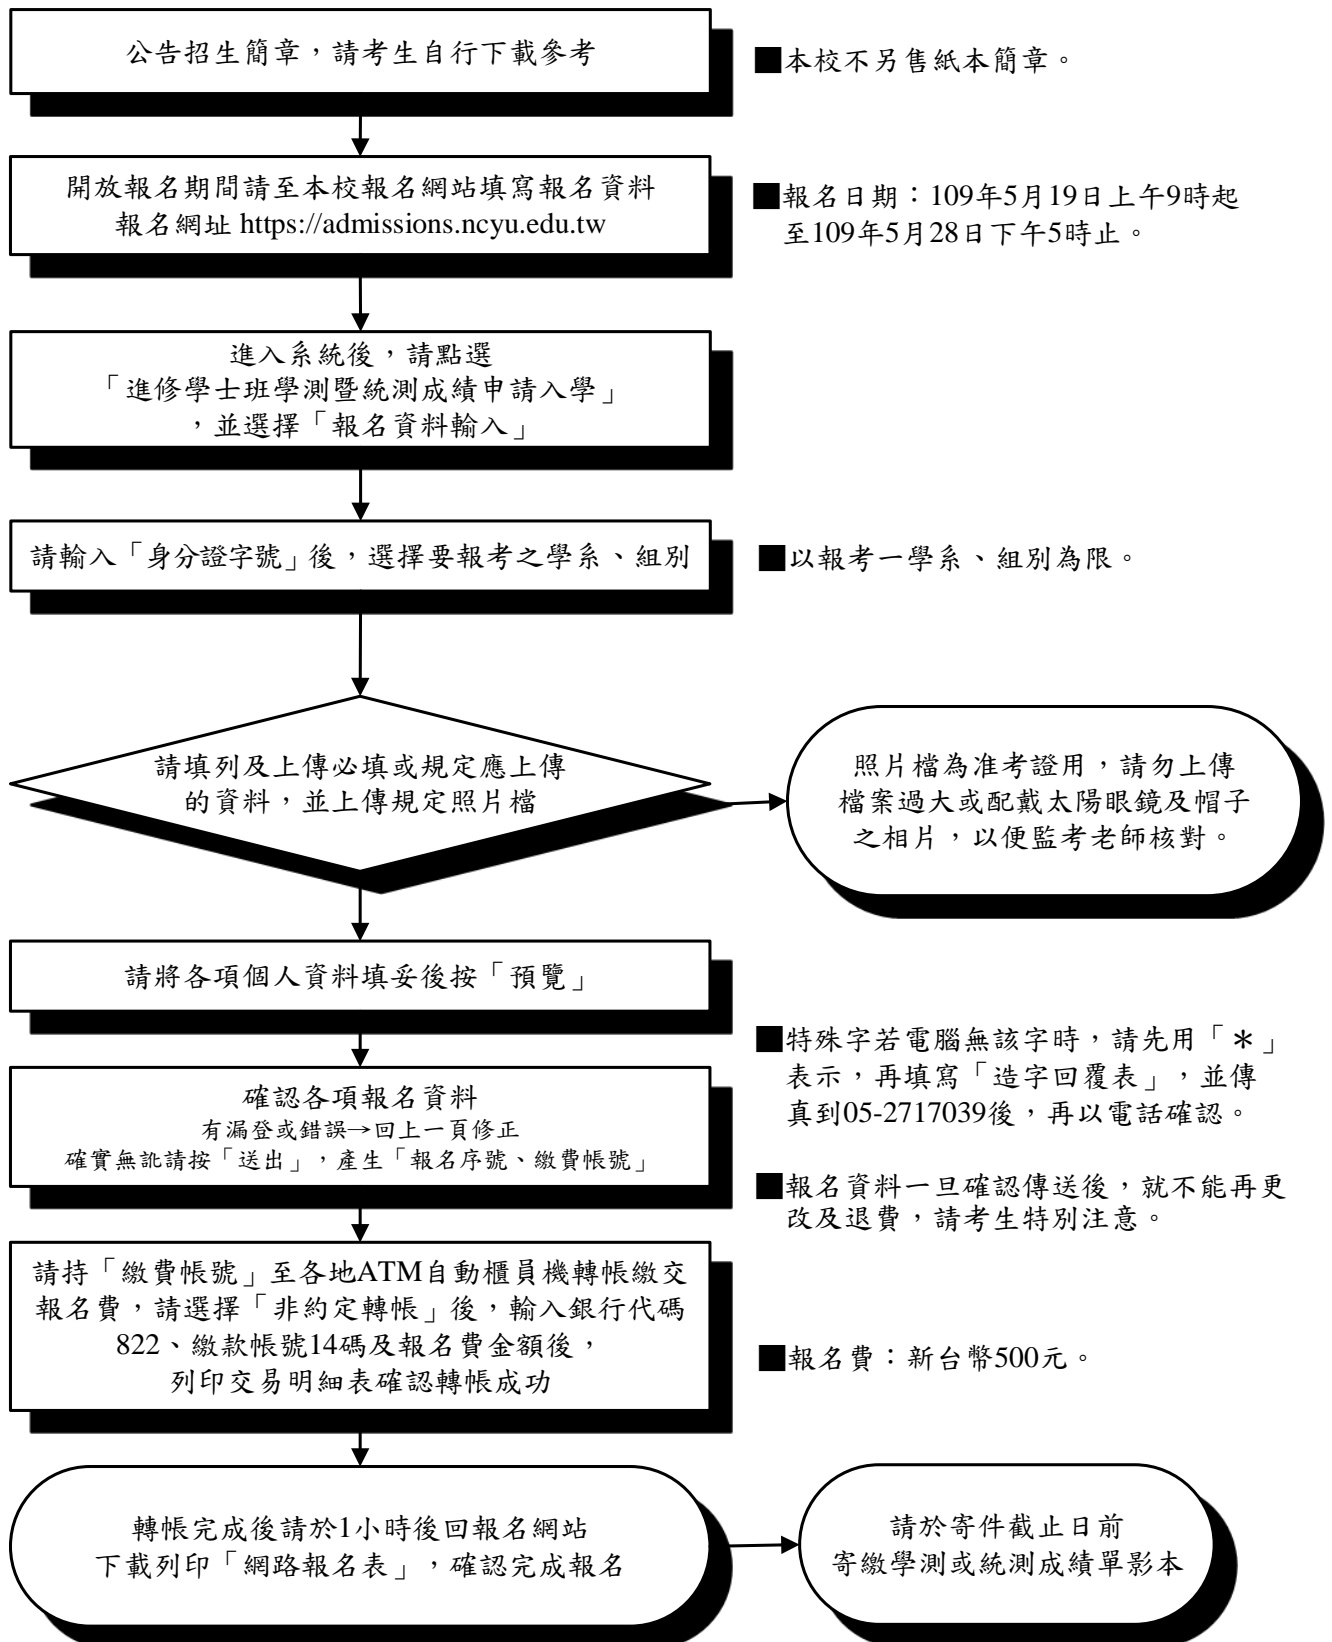 公告招生簡章，請考生自行下載參考
■本校不另售紙本簡章。
開放報名期間請至本校報名網站填寫報名資料
報名網址 https://admissions.ncyu.edu.tw
■報名日期：109年5月19日上午9時起
至109年5月28日下午5時止。
進入系統後，請點選
「進修學士班學測暨統測成績申請入學」
，並選擇「報名資料輸入」
請輸入「身分證字號」後，選擇要報考之學系、組別
■以報考一學系、組別為限。
請填列及上傳必填或規定應上傳
的資料，並上傳規定照片檔
照片檔為准考證用，請勿上傳
檔案過大或配戴太陽眼鏡及帽子
之相片，以便監考老師核對。
請將各項個人資料填妥後按「預覽」
■特殊字若電腦無該字時，請先用「＊」
表示，再填寫「造字回覆表」，並傳
真到05-2717039後，再以電話確認。
確認各項報名資料
有漏登或錯誤→回上一頁修正
確實無訛請按「送出」，產生「報名序號、繳費帳號」
■報名資料一旦確認傳送後，就不能再更
改及退費，請考生特別注意。
請持「繳費帳號」至各地ATM自動櫃員機轉帳繳交
報名費，請選擇「非約定轉帳」後，輸入銀行代碼
822、繳款帳號14碼及報名費金額後，
列印交易明細表確認轉帳成功
■報名費：新台幣500元。
轉帳完成後請於1小時後回報名網站
下載列印「網路報名表」，確認完成報名
請於寄件截止日前
寄繳學測或統測成績單影本